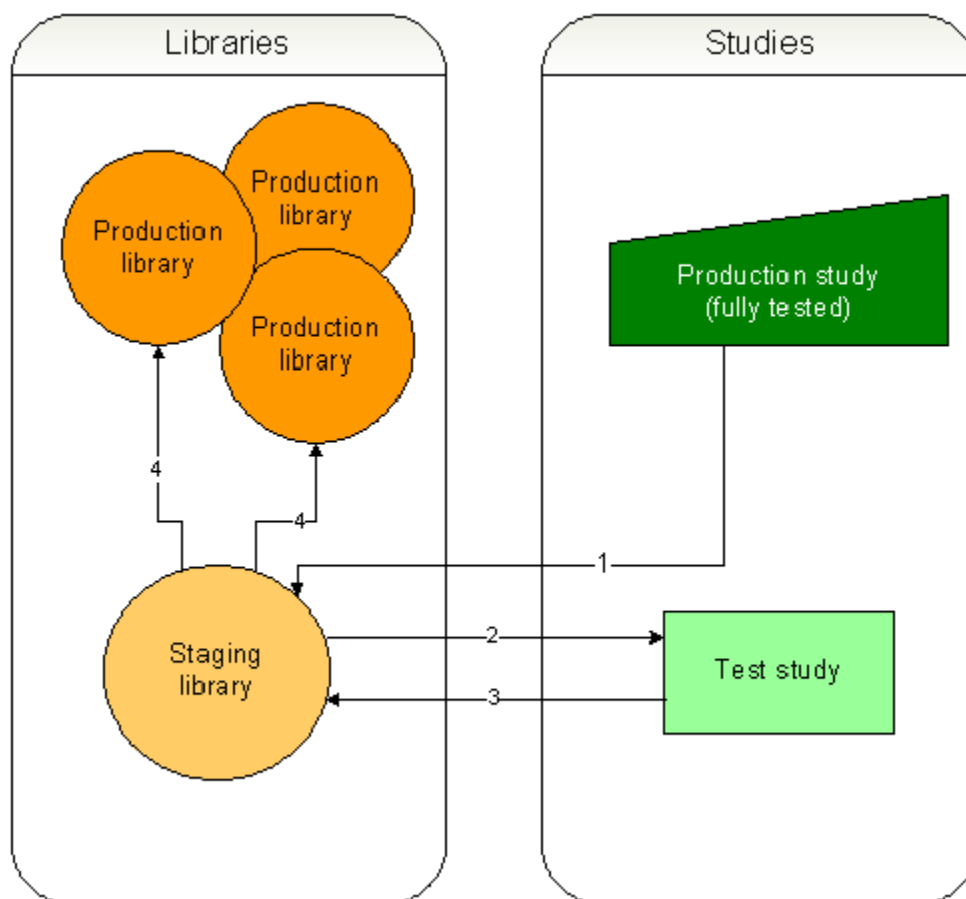 Libraries
Studies
Production
library
Production
library
Production
library
Production study
(fully tested)
4
4
1
2
3
Staging
library
Test study